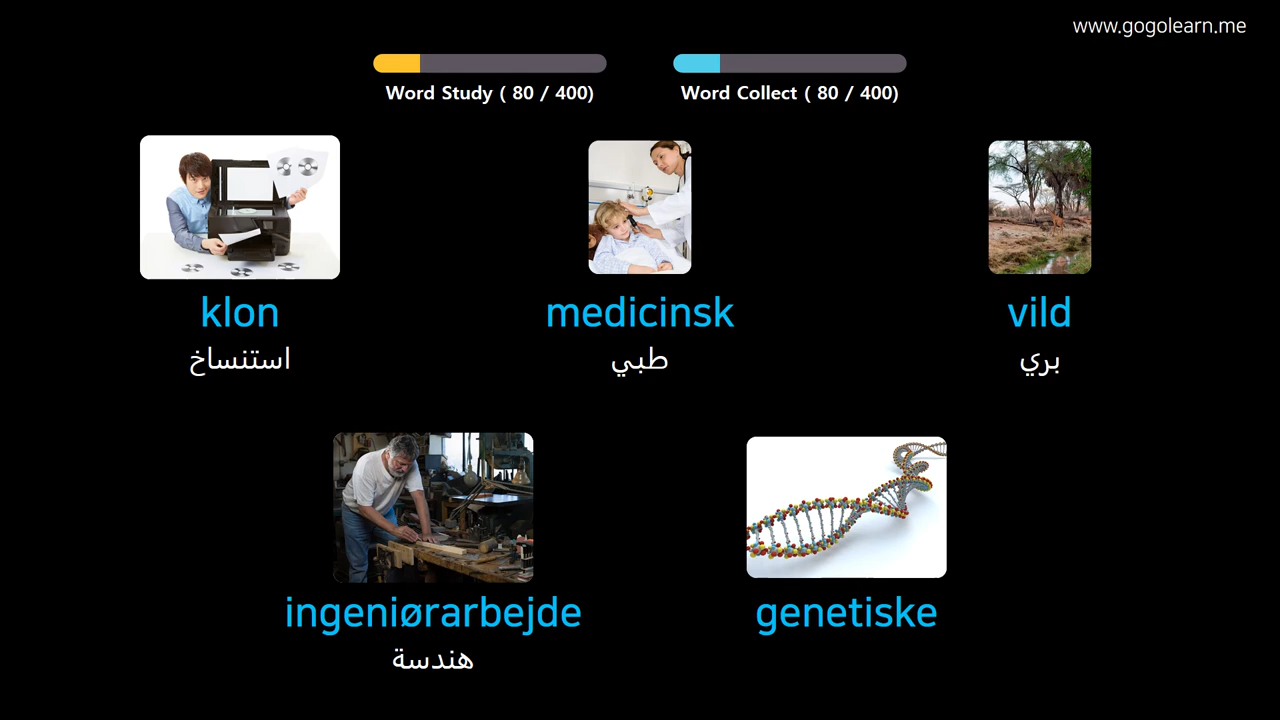 www.gogolearn.me
Word Study ( 80 / 400)
Word Collect ( 80 / 400)
klon
استنساخ
medicinsk
طبي
vild
بري
ingeniørarbejde
هندسة
genetiske